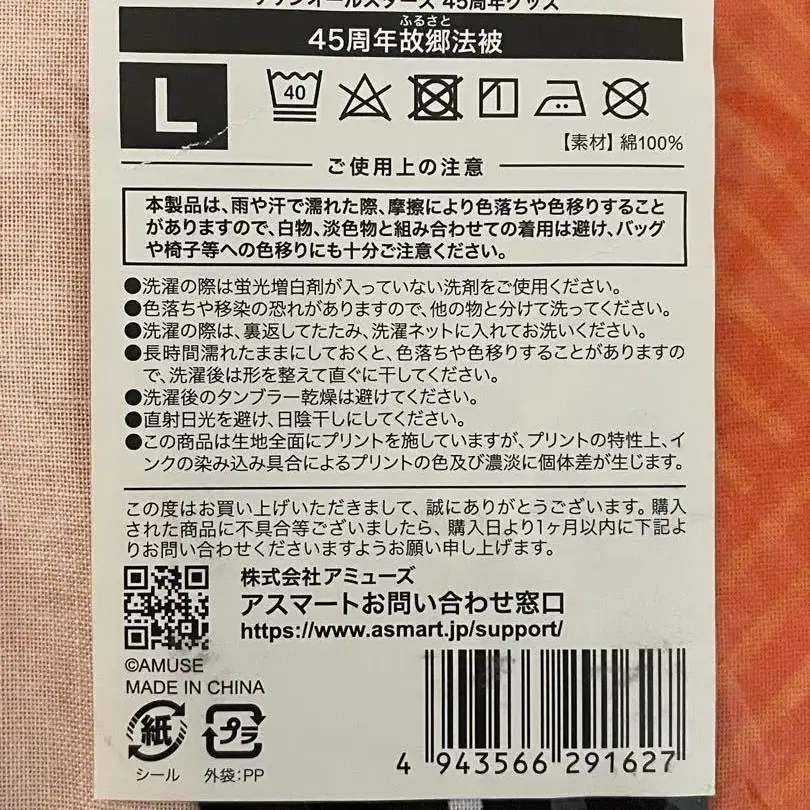 サザンオールスターズ 45周年グッズ
ふるさと
45周年故郷法被
L
40
【素材】綿100%
ご使用上の注意
本製品は、雨や汗で濡れた際、摩擦により色落ちや色移りすること
がありますので、白物、淡色物と組み合わせての着用は避け、バッグ
や椅子等への色移りにも十分ご注意ください。
●洗濯の際は蛍光増白剤が入っていない洗剤をご使用ください。
●色落ちや移染の恐れがありますので、他の物と分けて洗ってください。
●洗濯の際は、裏返してたたみ、洗濯ネットに入れてお洗いください。
●長時間濡れたままにしておくと、色落ちや色移りすることがありますの
で、洗濯後は形を整えて直ぐに干してください。
●洗濯後のタンブラー乾燥は避けてください。
●直射日光を避け、日陰干しにしてください。
●この商品は生地全面にプリントを施していますが、プリントの特性上、イ
ンクの染み込み具合によるプリントの色及び濃淡に個体差が生じます。
この度はお買い上げいただきまして、誠にありがとうございます。購入
された商品に不具合等ございましたら、購入日より1ヶ月以内に下記よ
りお問い合わせくださいますようお願い申し上げます。
株式会社アミューズ
アスマートお問い合わせ窓口
https://www.asmart.jp/support/
©AMUSE
MADE IN CHINA
紙
プラ
シール
外袋:PP
4 943566 291627